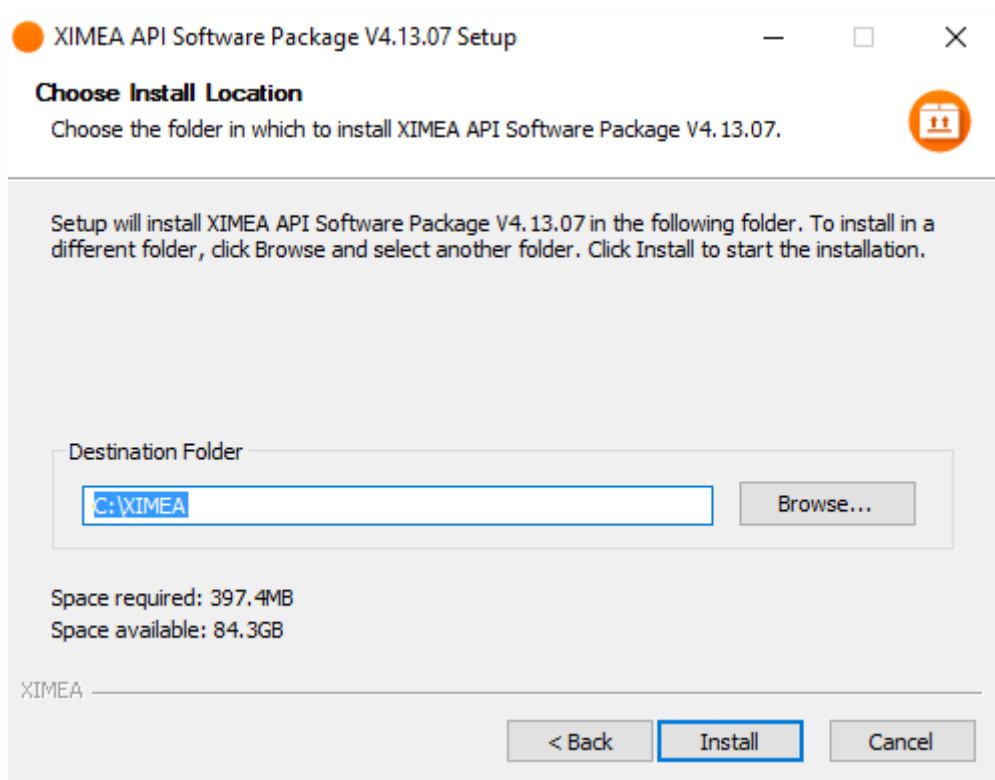 XIMEA API Software Package V4.13.07 Setup
Choose Install Location
Choose the folder in which to install XIMEA API Software Package V4.13.07.
Setup will install XIMEA API Software Package V4.13.07 in the following folder. To install in a
different folder, click Browse and select another folder. Click Install to start the installation.
Destination Folder
C:\XIMEA
Browse...
Space required: 397.4MB
Space available: 84.3GB
XIMEA
< Back
Install
Cancel